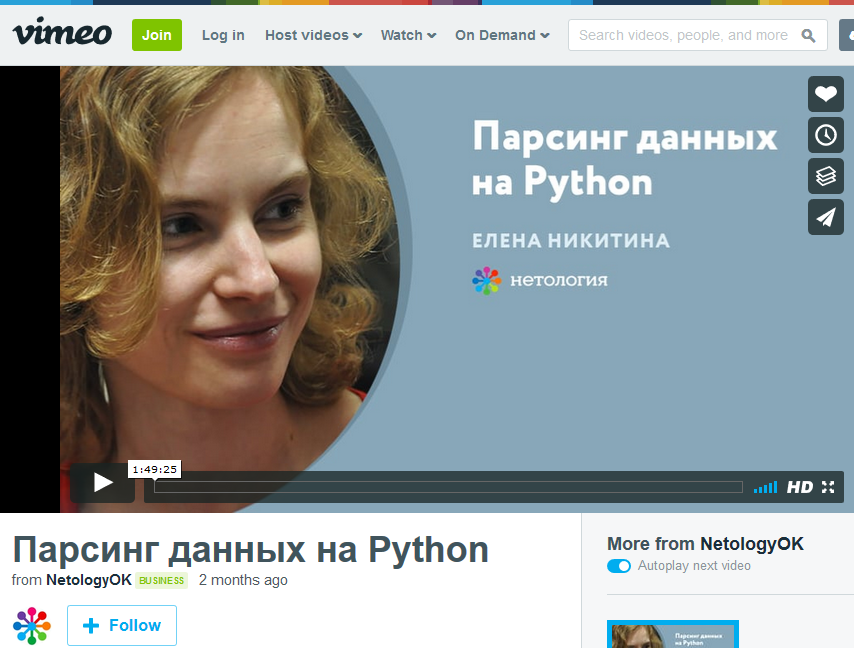 vimeo
Join
Log in
Host videos
Watch
On Demand
Search videos, people, and more
Парсинг данных
на Python
ЕЛЕНА НИКИТИНА
нетология
1:49:25
HD
Парсинг данных на Python
from NetologyOK BUSINESS 2 months ago
Follow
More from NetologyOK
Autoplay next video
Парсинг данных
на Python